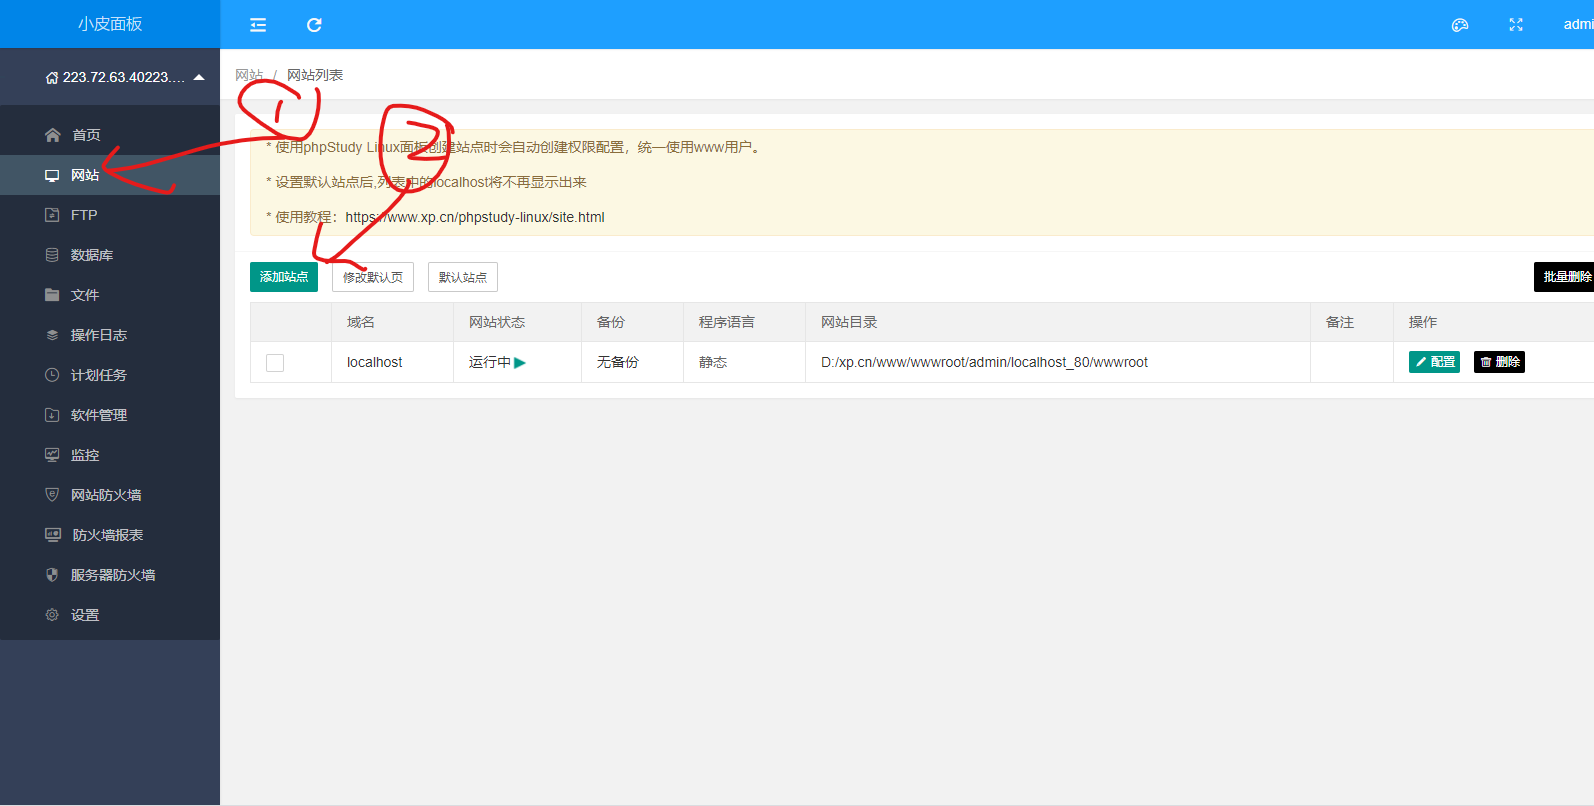 小皮面板
admi
223.72.63.40223....
网站 / 网站列表
1
2
首页
网站
FTP
数据库
文件
操作日志
计划任务
软件管理
监控
网站防火墙
防火墙报表
服务器防火墙
设置
* 使用phpStudy Linux面板创建站点时会自动创建权限配置，统一使用www用户。
* 设置默认站点后,列表中的localhost将不再显示出来
* 使用教程：https://www.xp.cn/phpstudy-linux/site.html
添加站点 修改默认页 默认站点 批量删除
域名 网站状态 备份 程序语言 网站目录 备注 操作
localhost 运行中 无备份 静态 D:/xp.cn/www/wwwroot/admin/localhost_80/wwwroot 配置 删除